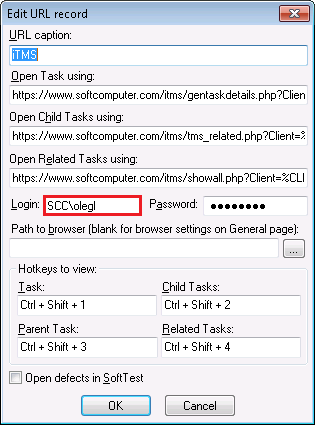 Edit URL record
URL caption:
iTMS
Open Task using:
https://www.softcomputer.com/itms/gentaskdetails.php?Client
Open Child Tasks using:
https://www.softcomputer.com/itms/tms_related.php?Client=%
Open Related Tasks using:
https://www.softcomputer.com/itms/showall.php?Client=%CLI
Login: SCC\olegl Password: ●●●●●●●●
Path to browser (blank for browser settings on General page):
...
Hotkeys to view:
Task: Child Tasks:
Ctrl + Shift + 1 Ctrl + Shift + 2
Parent Task: Related Tasks:
Ctrl + Shift + 3 Ctrl + Shift + 4
Open defects in SoftTest
OK Cancel